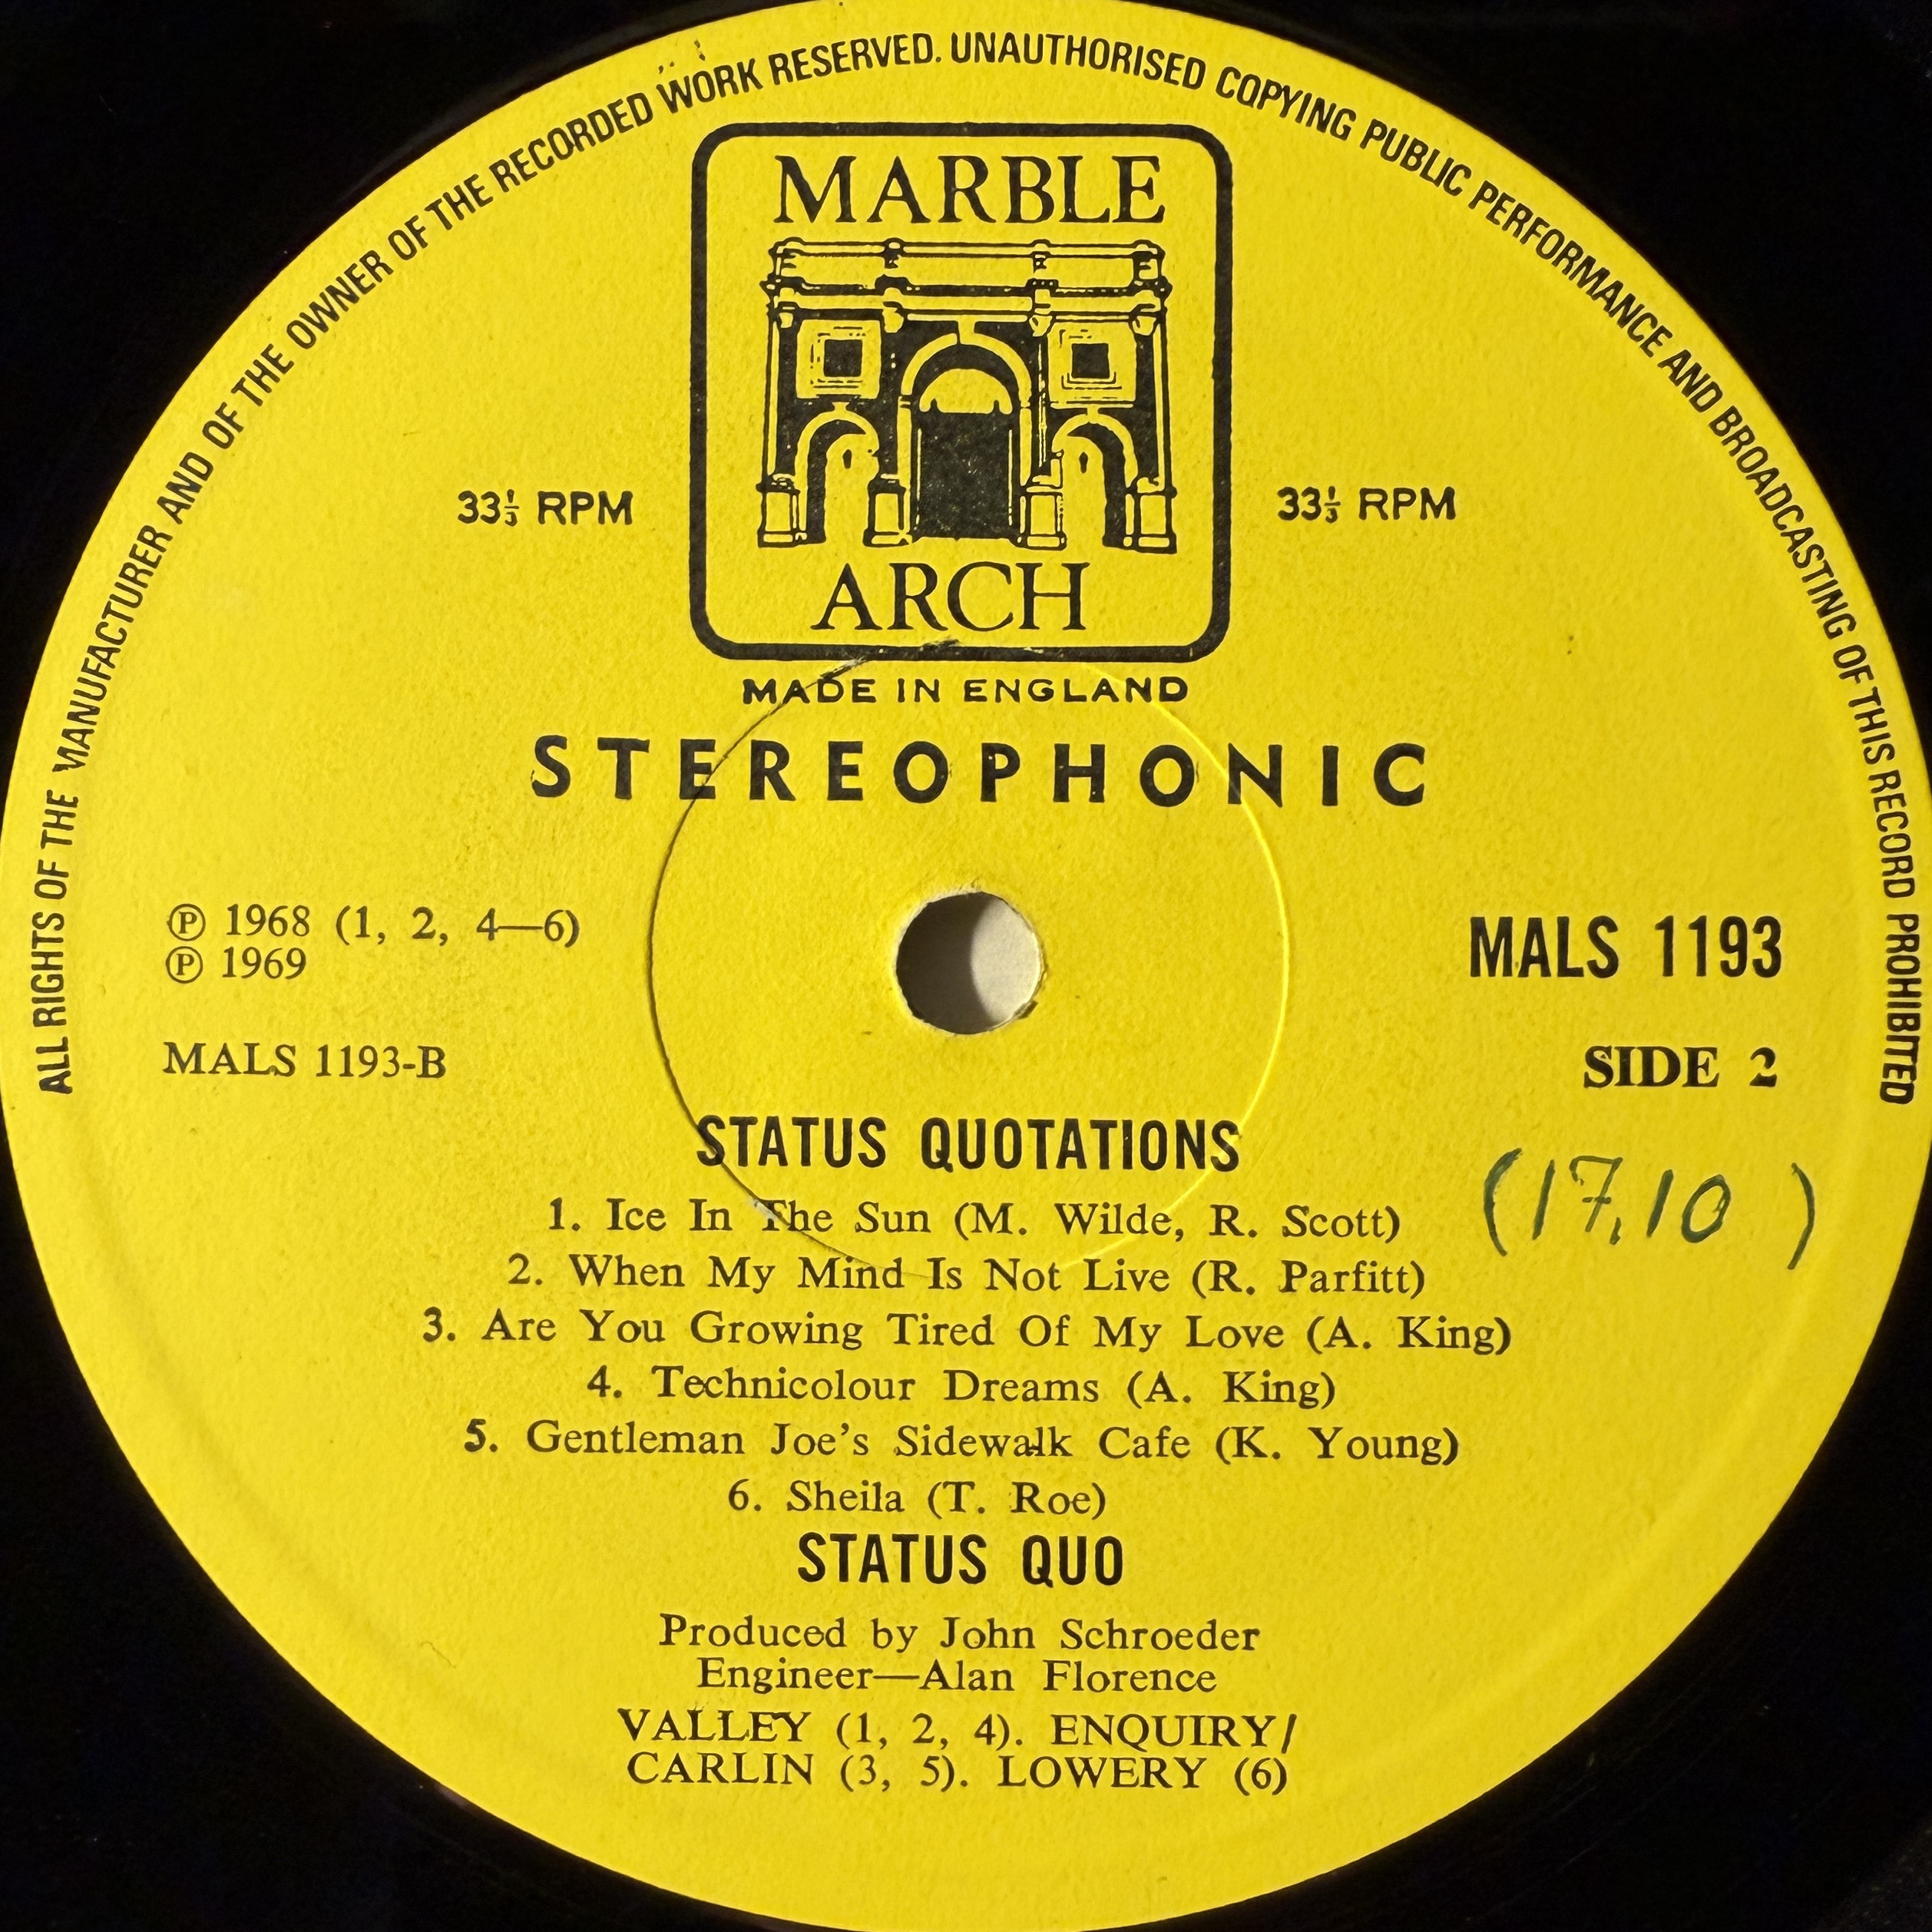 ALL RIGHTS OF THE MANUFACTURER AND OF THE OWNER OF THE RECORDED WORK RESERVED. UNAUTHORISED COPYING PUBLIC PERFORMANCE AND BROADCASTING OF THIS RECORD PROHIBITED
MARBLE
ARCH
33⅓ RPM
33⅓ RPM
MADE IN ENGLAND
STEREOPHONIC
℗ 1968 (1, 2, 4—6)
℗ 1969
MALS 1193
MALS 1193-B
SIDE 2
STATUS QUOTATIONS
(17,10)
1. Ice In The Sun (M. Wilde, R. Scott)
2. When My Mind Is Not Live (R. Parfitt)
3. Are You Growing Tired Of My Love (A. King)
4. Technicolour Dreams (A. King)
5. Gentleman Joe's Sidewalk Cafe (K. Young)
6. Sheila (T. Roe)
STATUS QUO
Produced by John Schroeder
Engineer—Alan Florence
VALLEY (1, 2, 4). ENQUIRY/
CARLIN (3, 5). LOWERY (6)